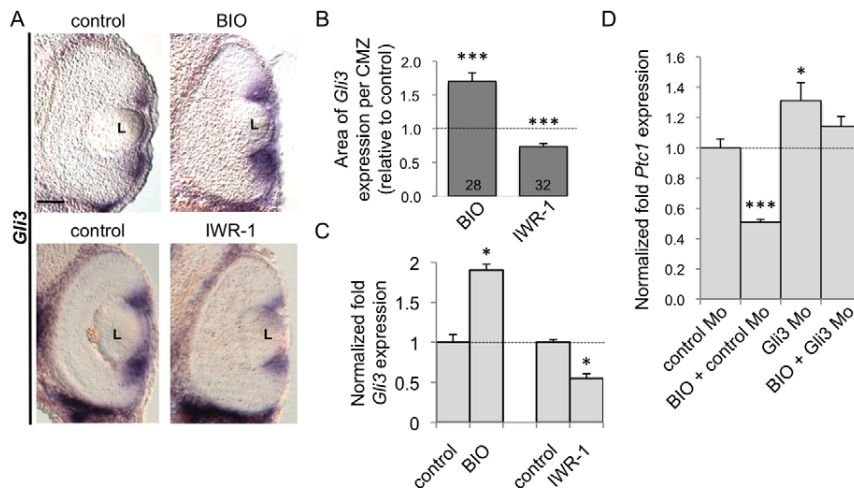 A
control
BIO
L
L
Gli3
control
IWR-1
L
L
B
Area of Gli3
expression per CMZ
(relative to control)
2.0
1.5
1.0
0.5
0.0
***
***
28
32
BIO
IWR-1
C
Normalized fold
Gli3 expression
2
1.5
1
0.5
0
*
*
control
BIO
control
IWR-1
D
Normalized fold Ptc1 expression
1.6
1.4
1.2
1.0
0.8
0.6
0.4
0.2
0.0
***
*
control Mo
BIO + control Mo
Gli3 Mo
BIO + Gli3 Mo